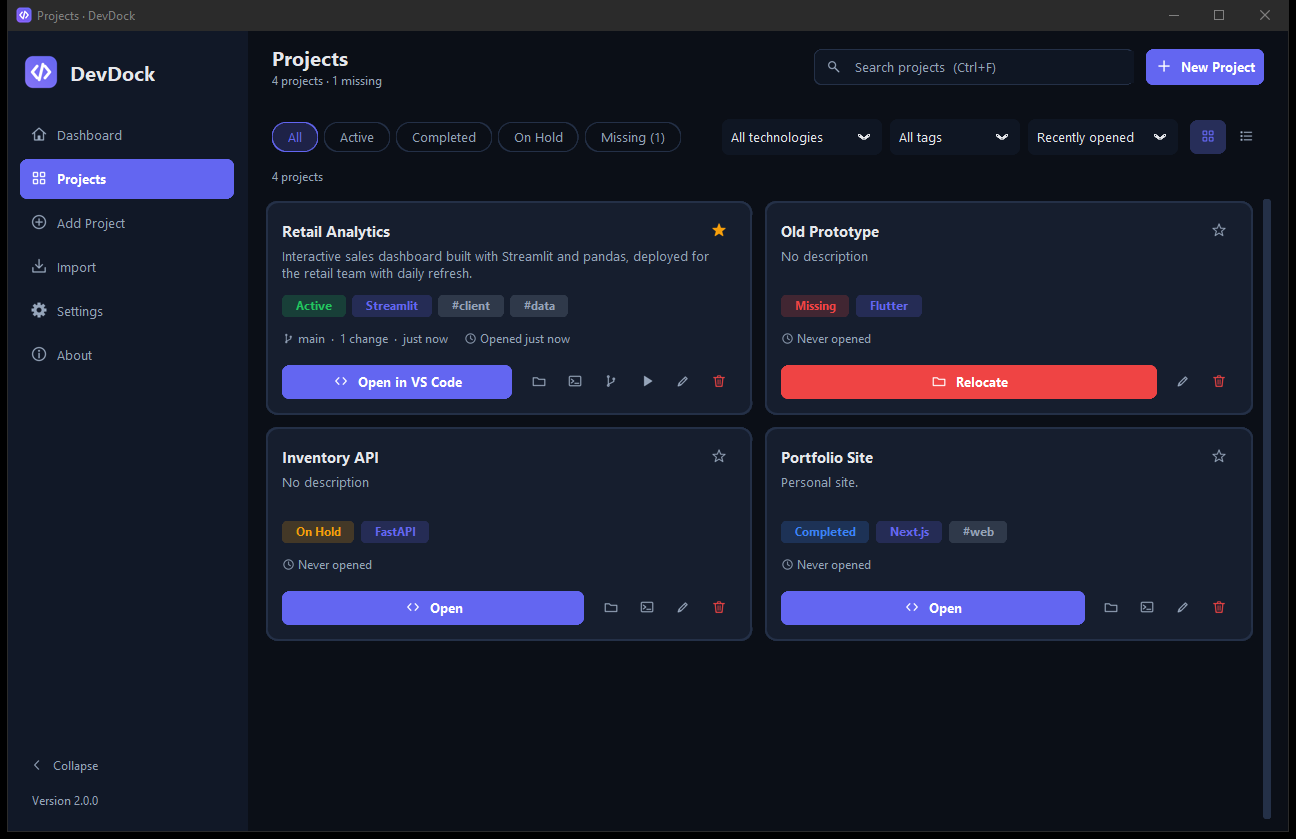 Projects · DevDock
DevDock
Dashboard
Projects
Add Project
Import
Settings
About
Collapse
Version 2.0.0
Projects
4 projects · 1 missing
Search projects (Ctrl+F)
New Project
All
Active
Completed
On Hold
Missing (1)
All technologies
All tags
Recently opened
4 projects
Retail Analytics
Interactive sales dashboard built with Streamlit and pandas, deployed for
the retail team with daily refresh.
Active
Streamlit
#client
#data
main · 1 change · just now
Opened just now
Open in VS Code
Old Prototype
No description
Missing
Flutter
Never opened
Relocate
Inventory API
No description
On Hold
FastAPI
Never opened
Open
Portfolio Site
Personal site.
Completed
Next.js
#web
Never opened
Open